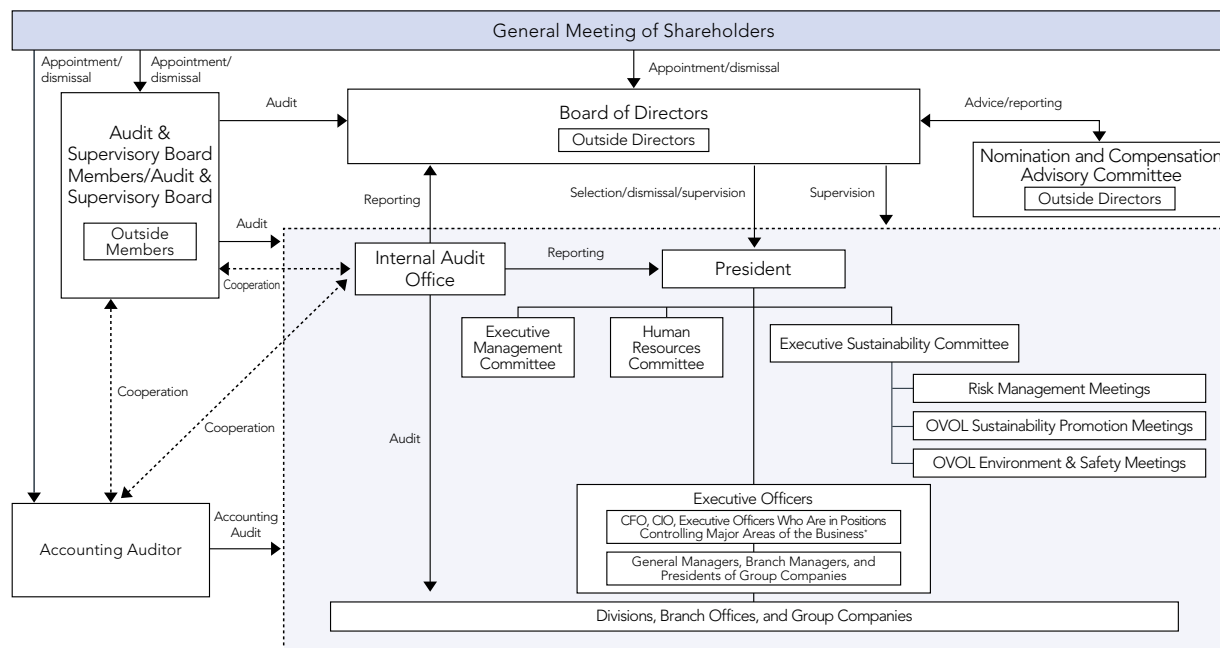 General Meeting of Shareholders
Appointment/
dismissal
Appointment/
dismissal
Appointment/dismissal
Audit &
Supervisory Board
Members/Audit &
Supervisory Board
Outside
Members
Audit
Board of Directors
Outside Directors
Advice/reporting
Nomination and Compensation
Advisory Committee
Outside Directors
Reporting
Selection/dismissal/supervision
Supervision
Audit
Cooperation
Internal Audit
Office
Reporting
President
Executive
Management
Committee
Human
Resources
Committee
Executive Sustainability Committee
Risk Management Meetings
OVOL Sustainability Promotion Meetings
OVOL Environment & Safety Meetings
Cooperation
Cooperation
Audit
Accounting Auditor
Accounting
Audit
Executive Officers
CFO, CIO, Executive Officers Who Are in Positions
Controlling Major Areas of the Business*
General Managers, Branch Managers, and
Presidents of Group Companies
Divisions, Branch Offices, and Group Companies